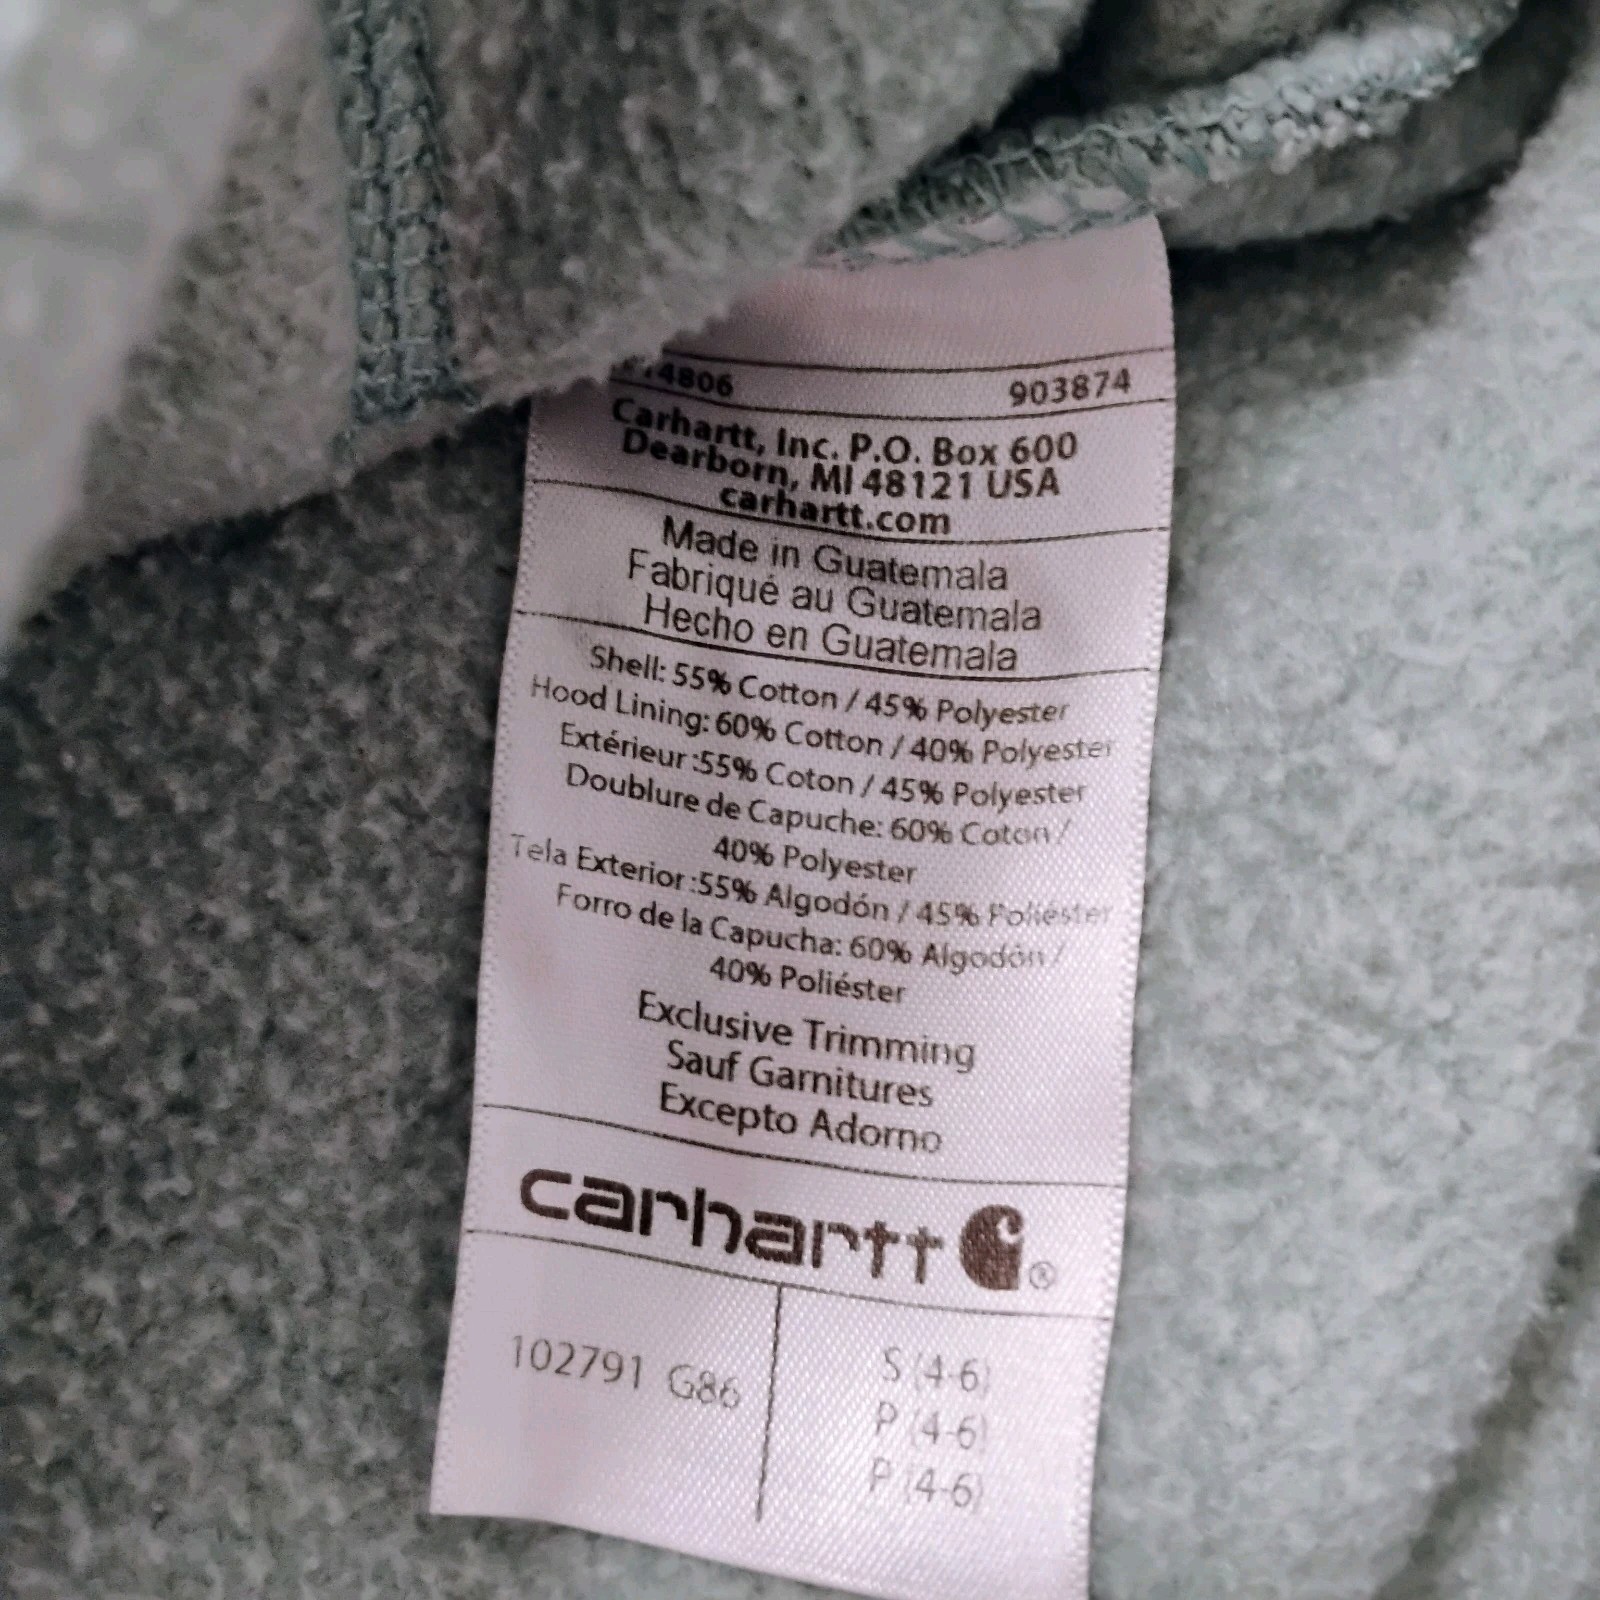 903874
Carhartt, Inc. P.O. Box 600
Dearborn, MI 48121 USA
carhartt.com
Made in Guatemala
Fabriqué au Guatemala
Hecho en Guatemala
Shell: 55% Cotton / 45% Polyester
Hood Lining: 60% Cotton / 40% Polyester
Extérieur :55% Coton / 45% Polyester
Doublure de Capuche: 60% Coton /
40% Polyester
Tela Exterior :55% Algodón / 45% Poliéster
Forro de la Capucha: 60% Algodón /
40% Poliéster
Exclusive Trimming
Sauf Garnitures
Excepto Adorno
carhartt ®
102791 G86
S (4-6)
P (4-6)
P (4-6)